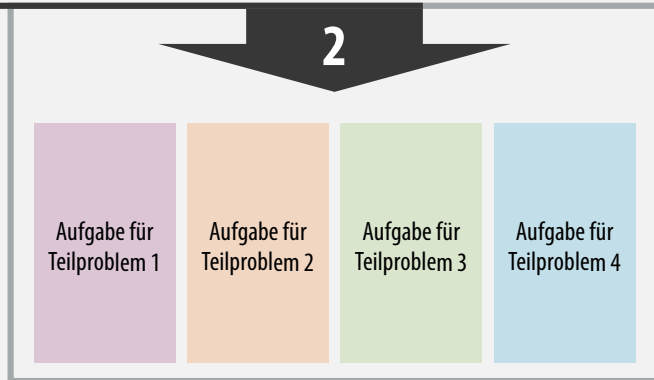 2
Aufgabe für
Teilproblem 1
Aufgabe für
Teilproblem 2
Aufgabe für
Teilproblem 3
Aufgabe für
Teilproblem 4